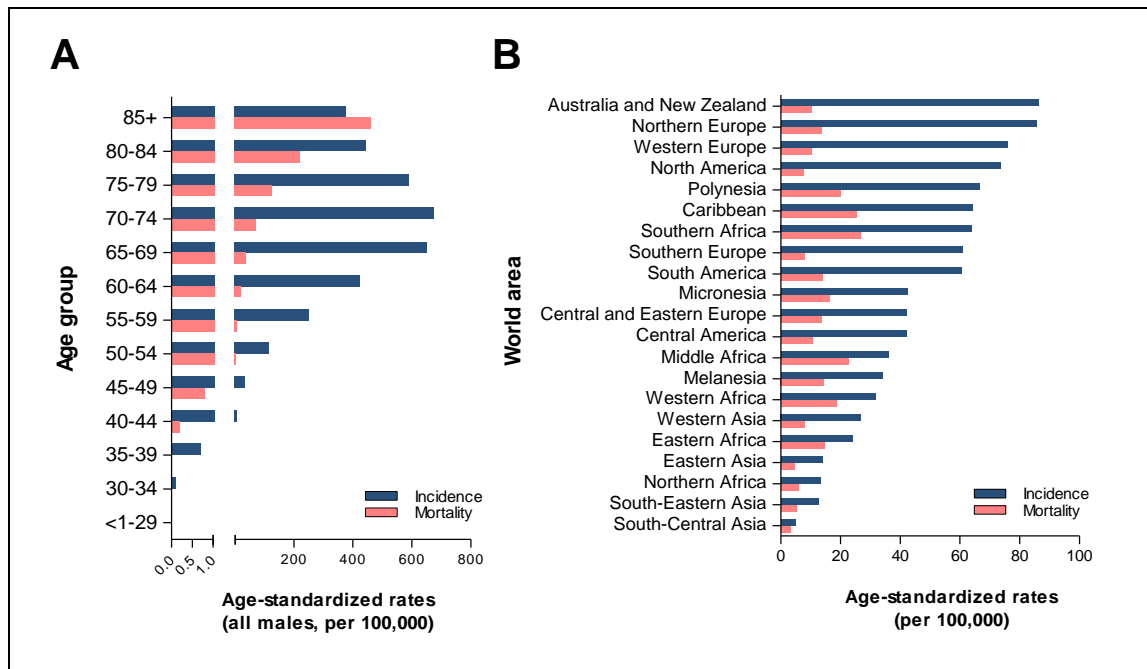 A
Age group
85+
80-84
75-79
70-74
65-69
60-64
55-59
50-54
45-49
40-44
35-39
30-34
<1-29
Incidence
Mortality
0.0
0.5
1.0
200
400
600
800
Age-standardized rates
(all males, per 100,000)
B
World area
Australia and New Zealand
Northern Europe
Western Europe
North America
Polynesia
Caribbean
Southern Africa
Southern Europe
South America
Micronesia
Central and Eastern Europe
Central America
Middle Africa
Melanesia
Western Africa
Western Asia
Eastern Africa
Eastern Asia
Northern Africa
South-Eastern Asia
South-Central Asia
Incidence
Mortality
0
20
40
60
80
100
Age-standardized rates
(per 100,000)